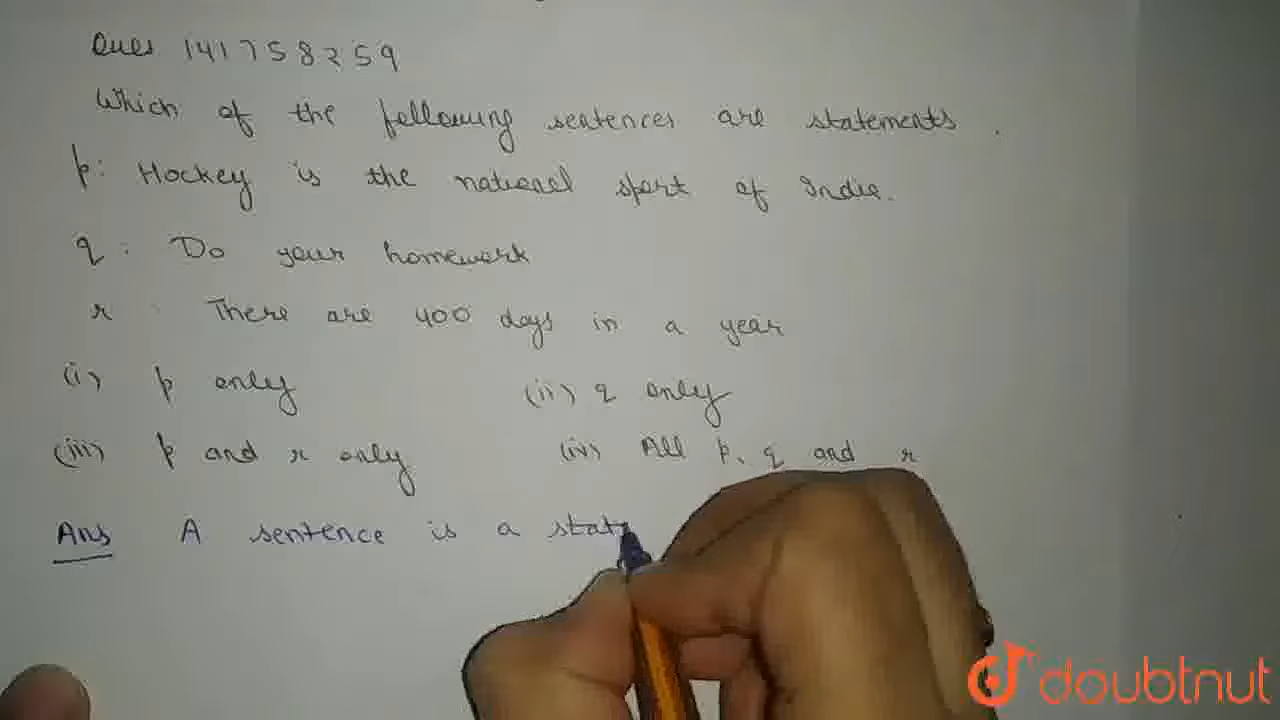 Ques 141758259
Which of the following sentences are statements.
p: Hockey is the national sport of India.
q: Do your homework
r: There are 400 days in a year
(i) p only (ii) q only
(iii) p and r only (iv) All p, q and r
Ans A sentence is a stat
doubtnut